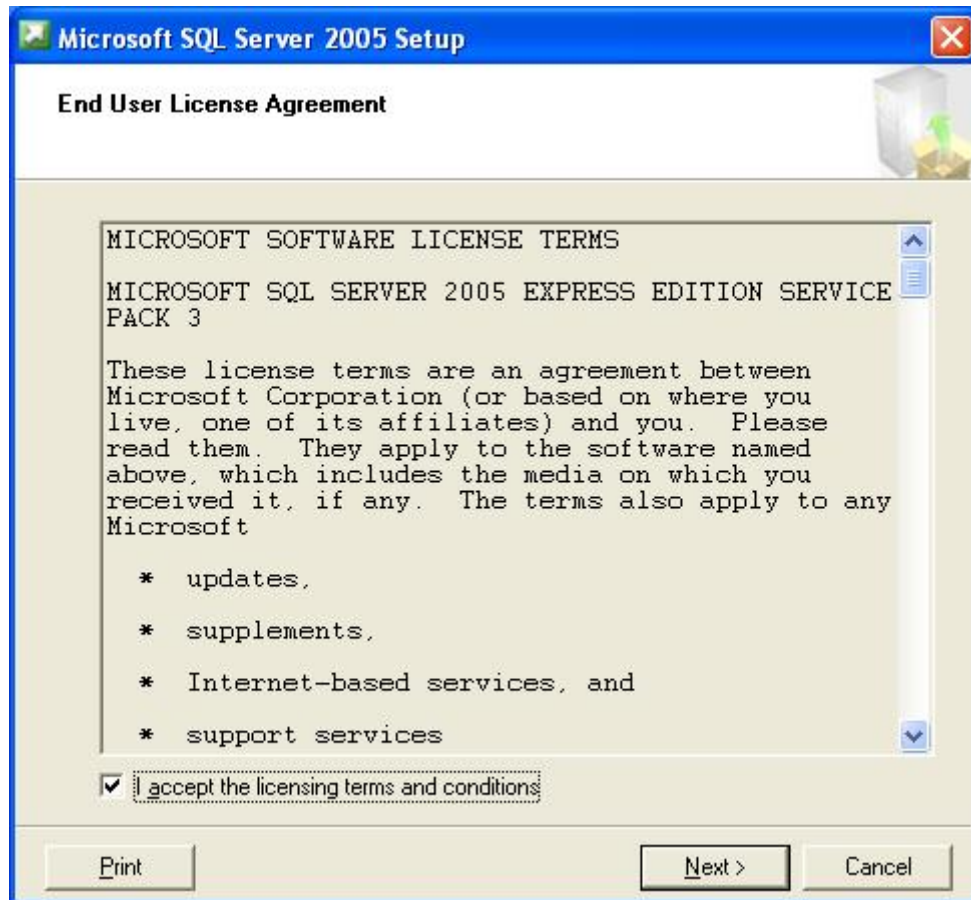 Microsoft SQL Server 2005 Setup
End User License Agreement
MICROSOFT SOFTWARE LICENSE TERMS
MICROSOFT SQL SERVER 2005 EXPRESS EDITION SERVICE
PACK 3
These license terms are an agreement between
Microsoft Corporation (or based on where you
live, one of its affiliates) and you.  Please
read them.  They apply to the software named
above, which includes the media on which you
received it, if any.  The terms also apply to any
Microsoft
* updates,
* supplements,
* Internet-based services, and
* support services
I accept the licensing terms and conditions
Print
Next >
Cancel